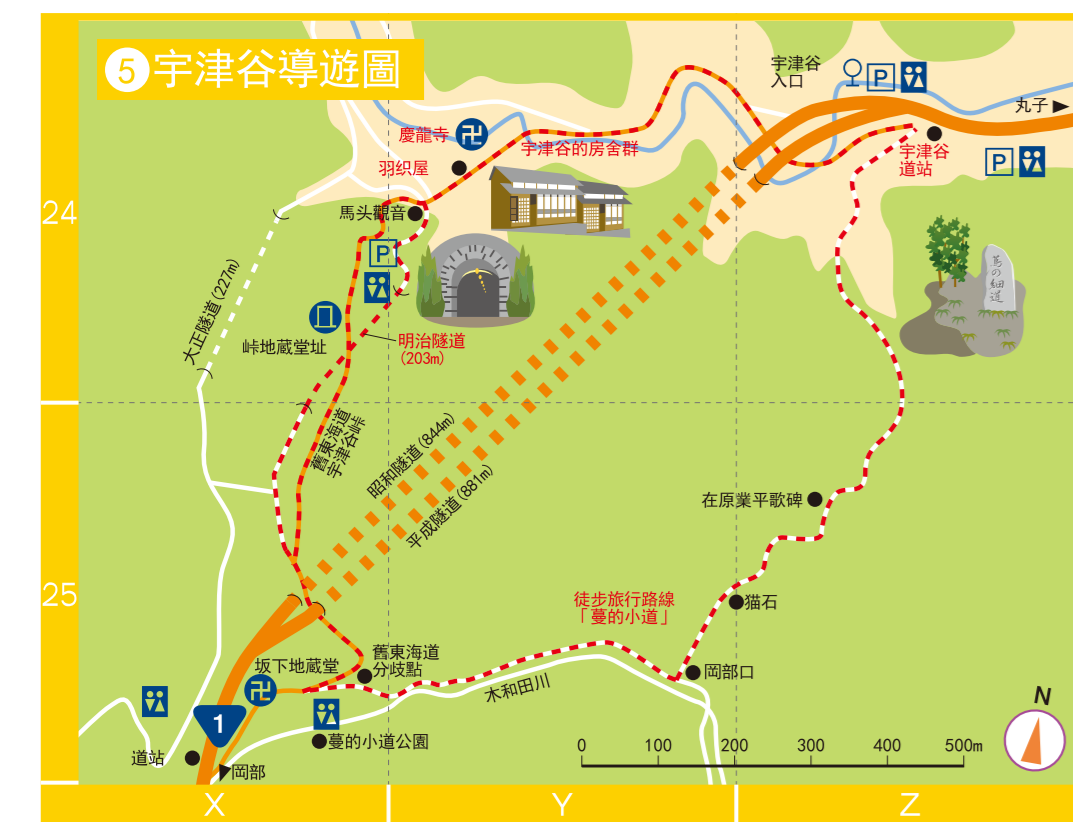 5 宇津谷導遊圖
宇津谷
入口
P
丸子
慶龍寺
羽织屋
宇津谷的房舍群
宇津谷
道站
P
24
馬头觀音
P
大正隧道(227m)
峠地蔵堂址
明治隧道
(203m)
蔦の細道
舊東海道
宇津谷峠
昭和隧道(844m)
平成隧道(881m)
在原業平歌碑
25
徒步旅行路線
「蔓的小道」
猫石
舊東海道
分歧點
坂下地蔵堂
岡部口
木和田川
N
1
蔓的小道公園
道站
岡部
0 100 200 300 400 500m
X Y Z